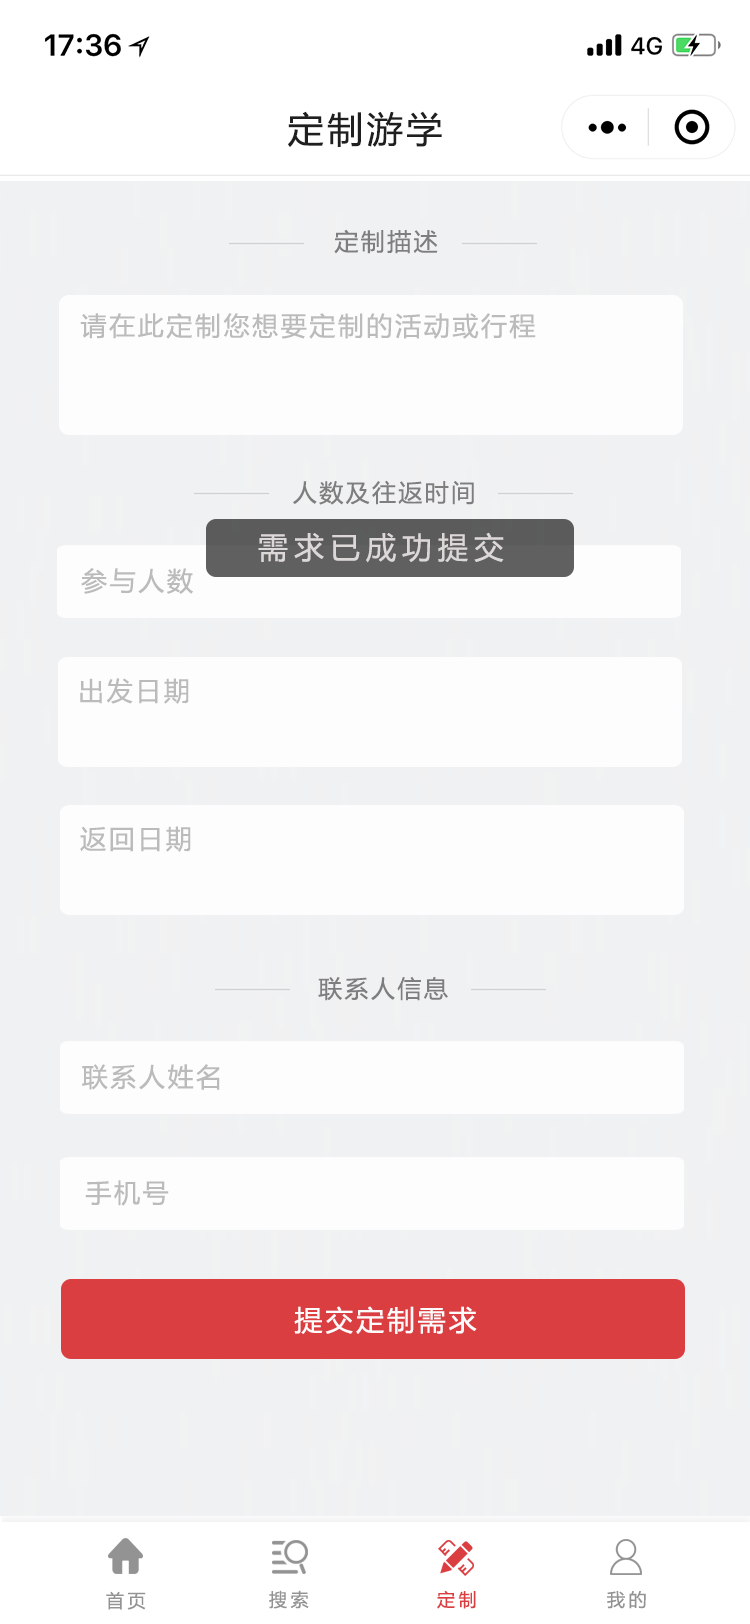 17:36
4G
定制游学
定制描述
请在此定制您想要定制的活动或行程
人数及往返时间
需求已成功提交
参与人数
出发日期
返回日期
联系人信息
联系人姓名
手机号
提交定制需求
首页
搜索
定制
我的